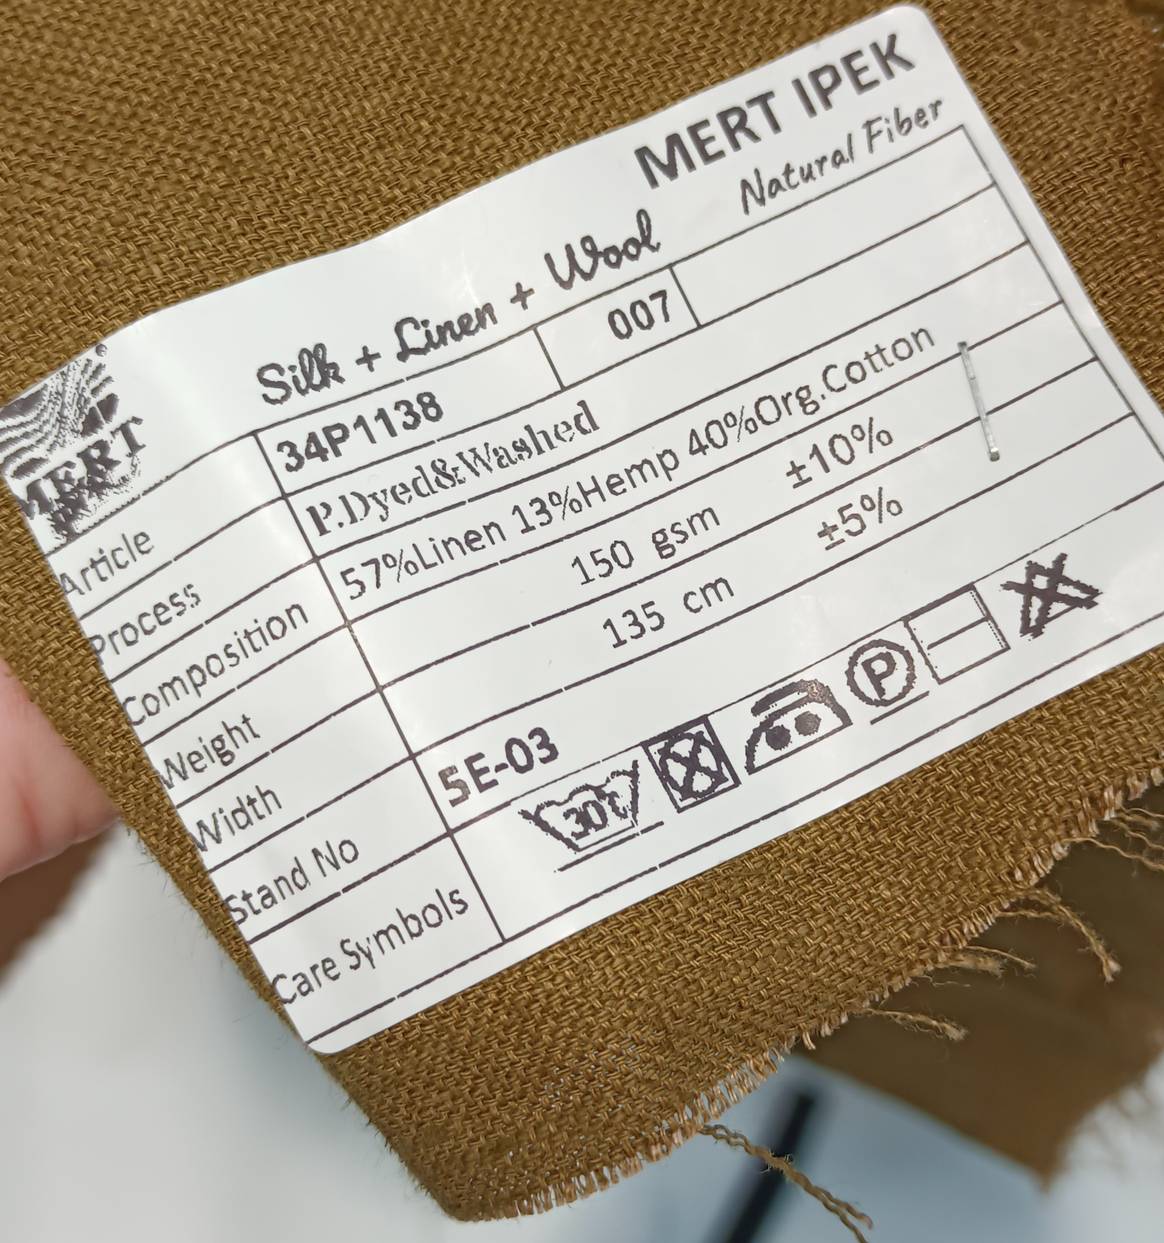 MERT IPEK
Natural Fiber
Silk + Linen + Wool
MERT
Article 34P1138 007
Process P.Dyed&Washed
Composition 57%Linen 13%Hemp 40%Org.Cotton
Weight 150 gsm ±10%
Width 135 cm ±5%
Stand No 5E-03
Care Symbols 30°C P